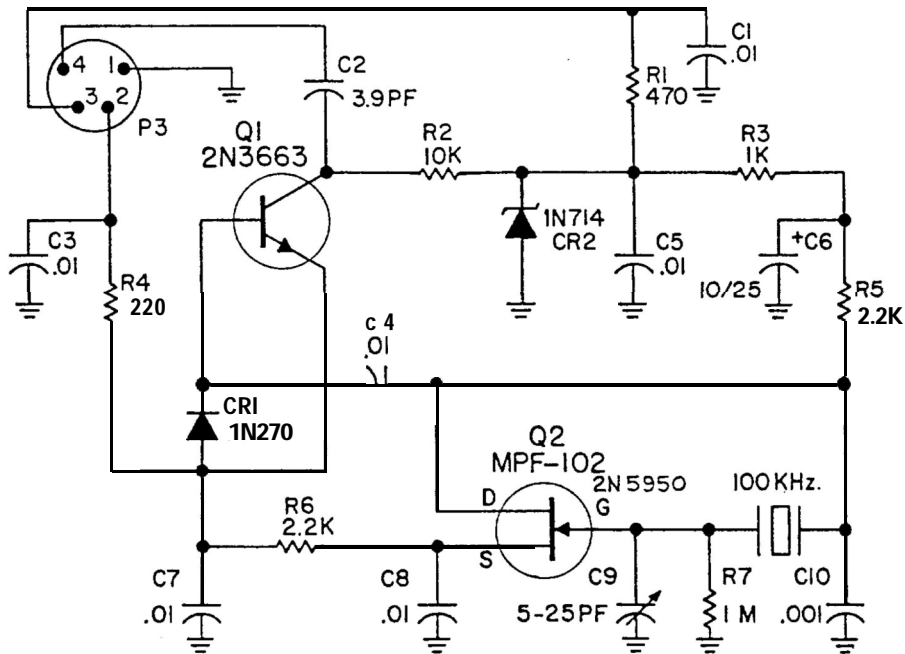 C1
.01
4 1
3 2
P3
C2
3.9PF
R1
470
Q1
2N3663
R2
10K
R3
1K
1N714
CR2
C5
.01
+C6
10/25
C3
.01
R4
220
R5
2.2K
c 4
.01
CR1
1N270
Q2
MPF-102
2N5950
100KHz.
D
G
S
R6
2.2K
C7
.01
C8
.01
C9
5-25PF
R7
1 M
C10
.001